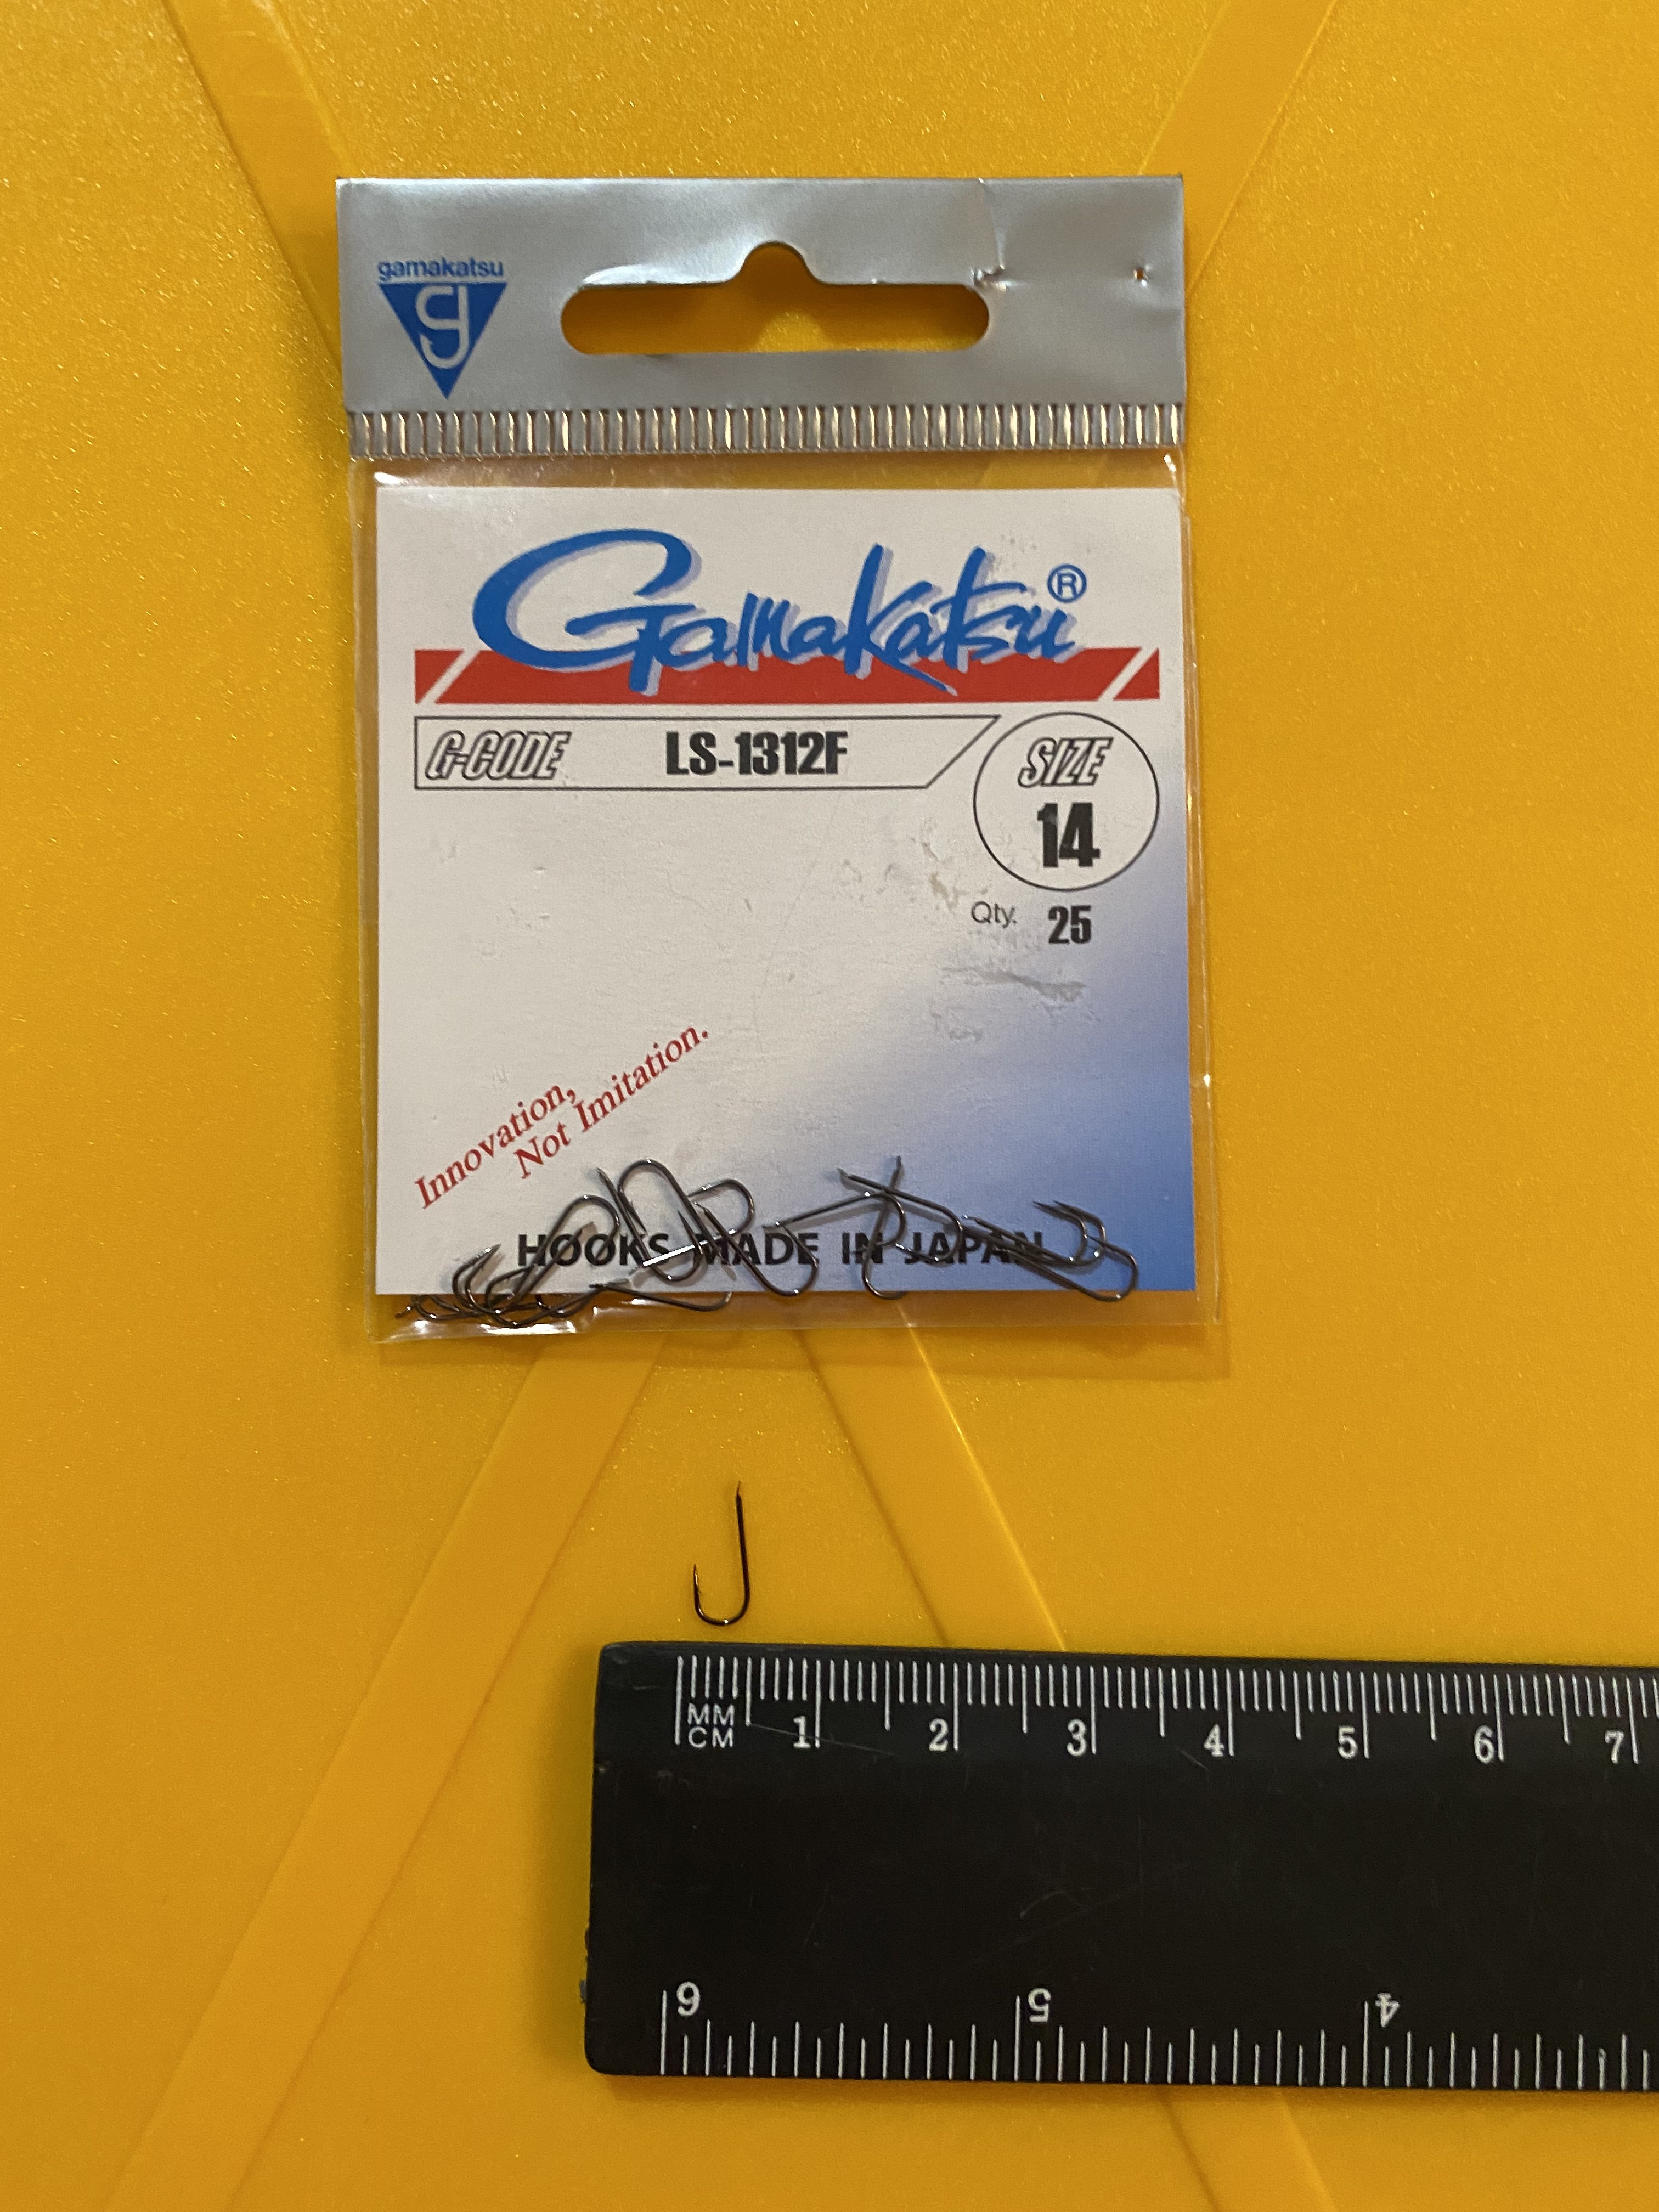 gamakatsu
Gamakatsu®
G-CODE LS-1312F
SIZE
14
Qty. 25
Innovation,
Not Imitation.
HOOKS MADE IN JAPAN
MM
CM 1 2 3 4 5 6 7
6 5 4